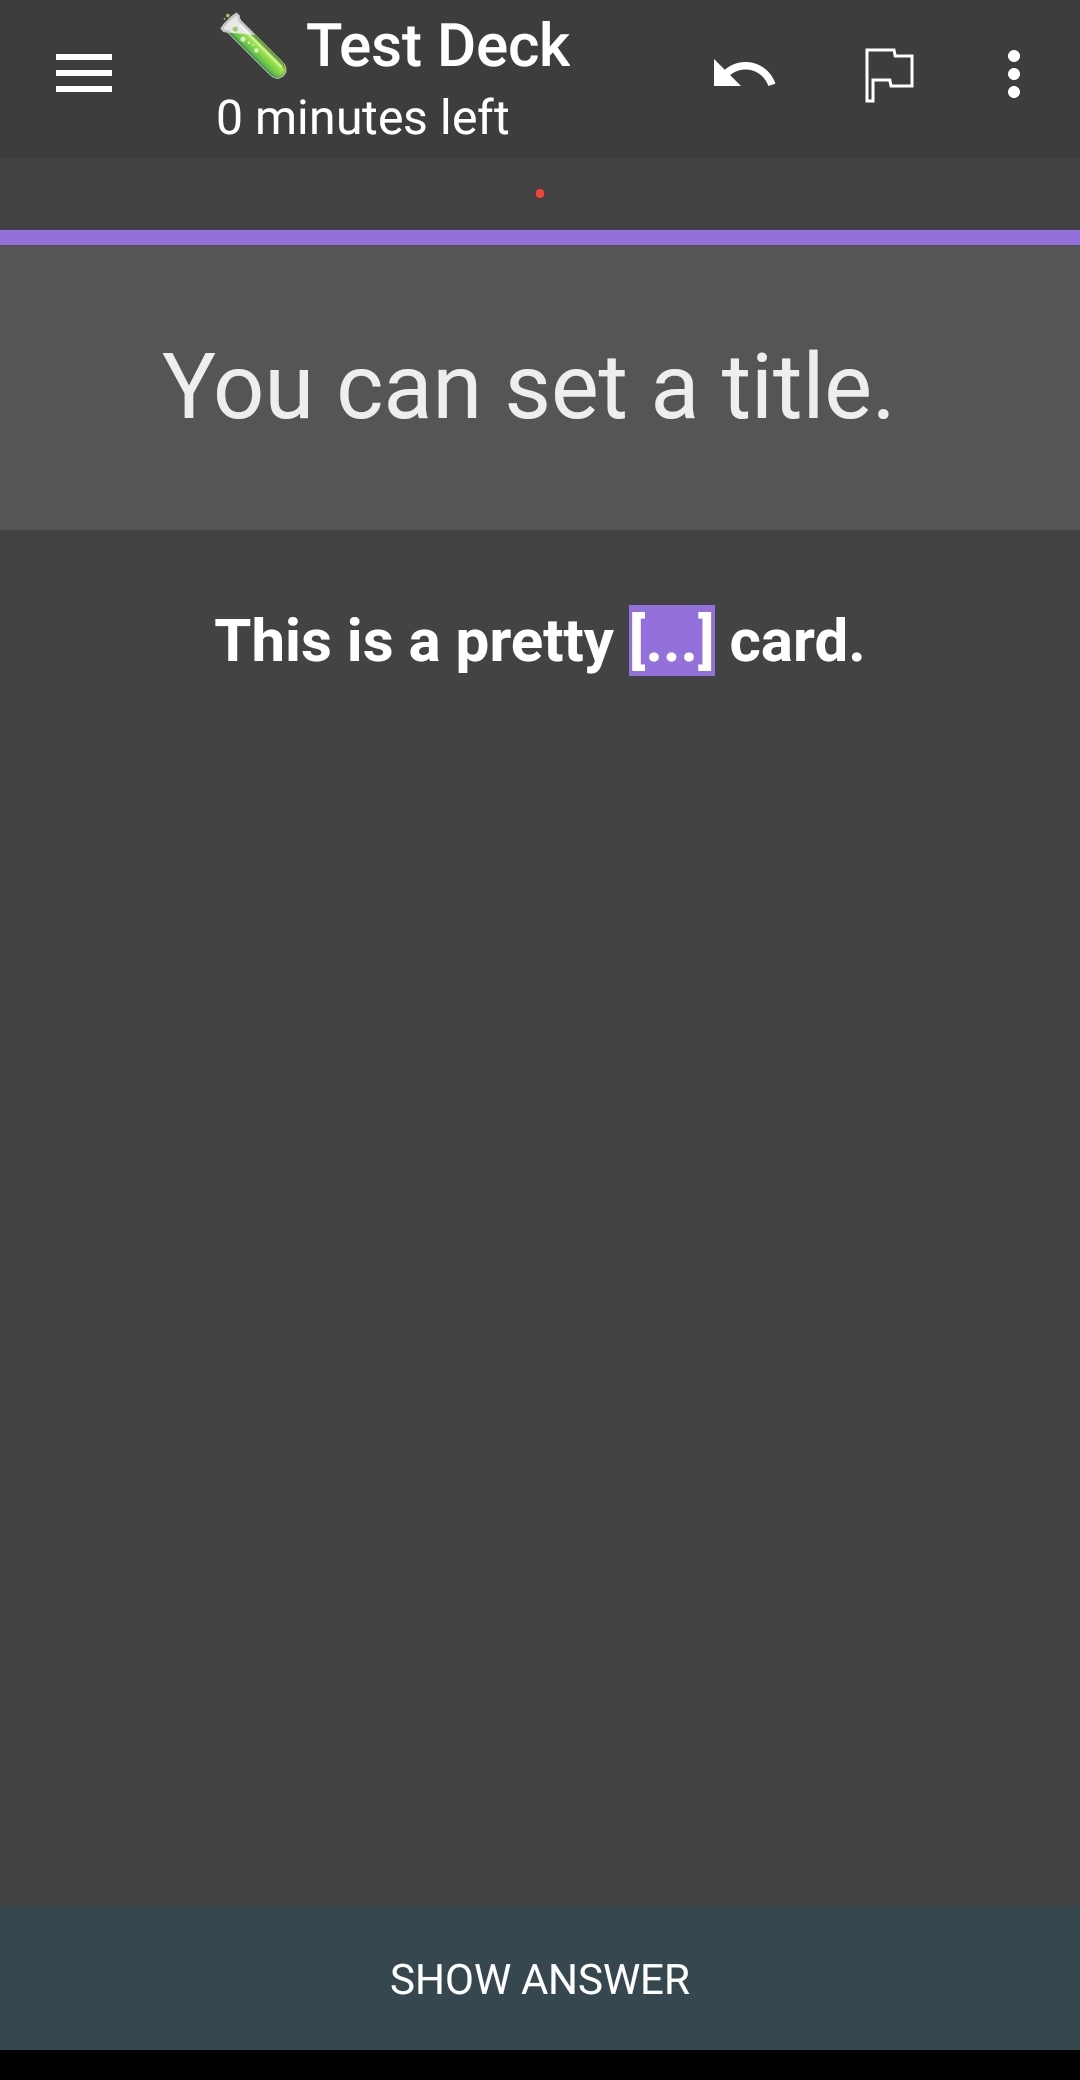 🧪 Test Deck
0 minutes left
You can set a title.
This is a pretty [...] card.
SHOW ANSWER